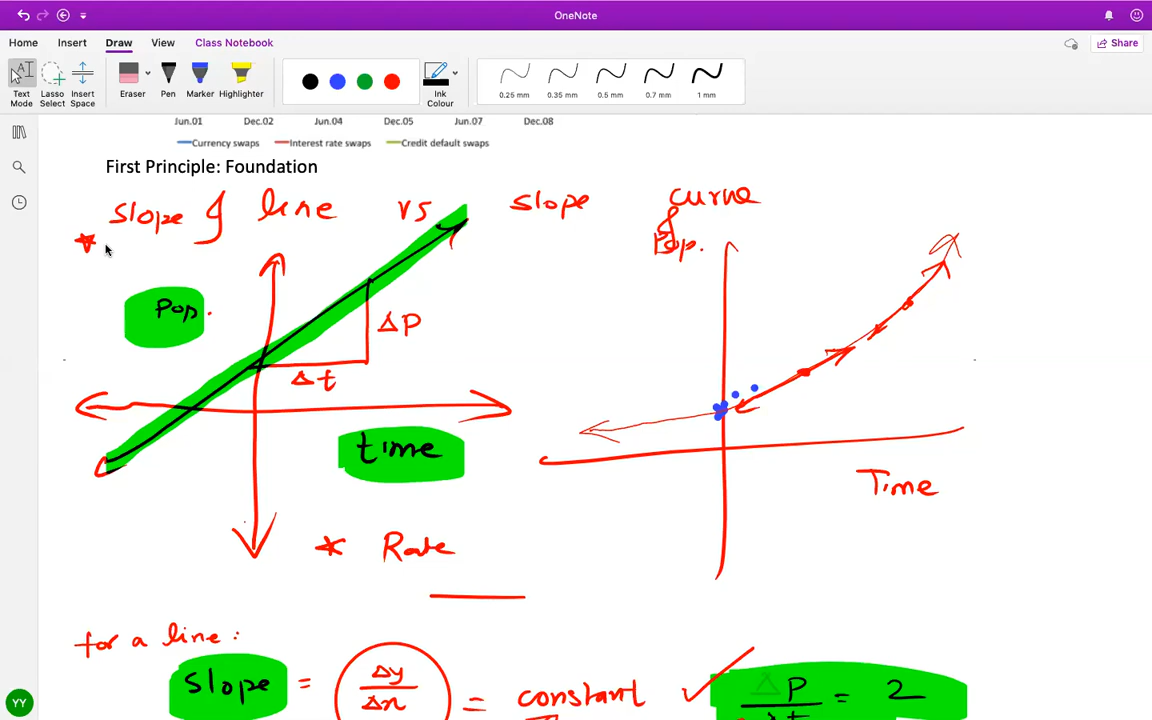 OneNote
Home Insert Draw View Class Notebook
Share
Text Mode
Lasso Select
Insert Space
Eraser
Pen
Marker
Highlighter
Ink Colour
0.25 mm 0.35 mm 0.5 mm 0.7 mm 1 mm
Jun.01 Dec.02 Jun.04 Dec.05 Jun.07 Dec.08
Currency swaps Interest rate swaps Credit default swaps
First Principle: Foundation
slope of line vs slope of curve
Pop.
Pop.
ΔP
Δt
time
Time
* Rate
for a line:
slope = Δy/Δx = constant ✓ ΔP/Δt = 2
YY